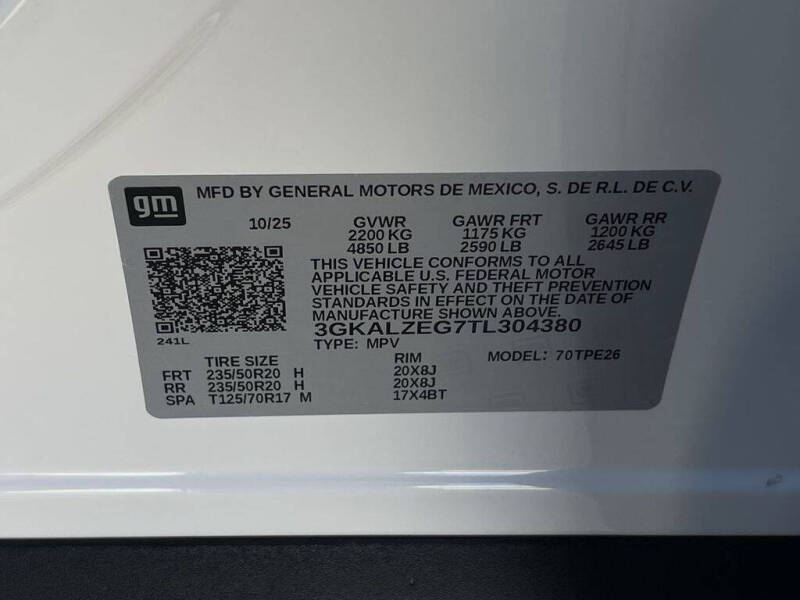 gm
MFD BY GENERAL MOTORS DE MEXICO, S. DE R.L. DE C.V.
10/25 GVWR GAWR FRT GAWR RR
2200 KG 1175 KG 1200 KG
4850 LB 2590 LB 2645 LB
THIS VEHICLE CONFORMS TO ALL
APPLICABLE U.S. FEDERAL MOTOR
VEHICLE SAFETY AND THEFT PREVENTION
STANDARDS IN EFFECT ON THE DATE OF
MANUFACTURE SHOWN ABOVE.
3GKALZEG7TL304380
241L
TYPE: MPV MODEL: 70TPE26
TIRE SIZE RIM
FRT 235/50R20 H 20X8J
RR 235/50R20 H 20X8J
SPA T125/70R17 M 17X4BT